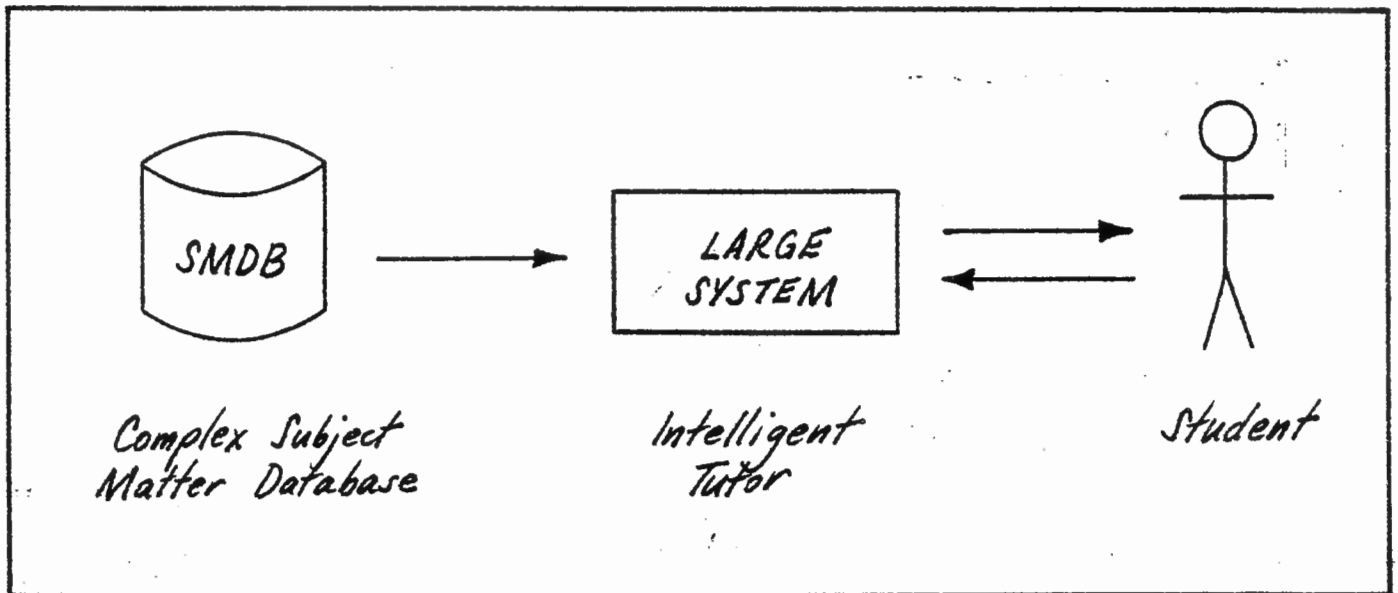 SMDB
LARGE
SYSTEM
Complex Subject
Matter Database
Intelligent
Tutor
Student